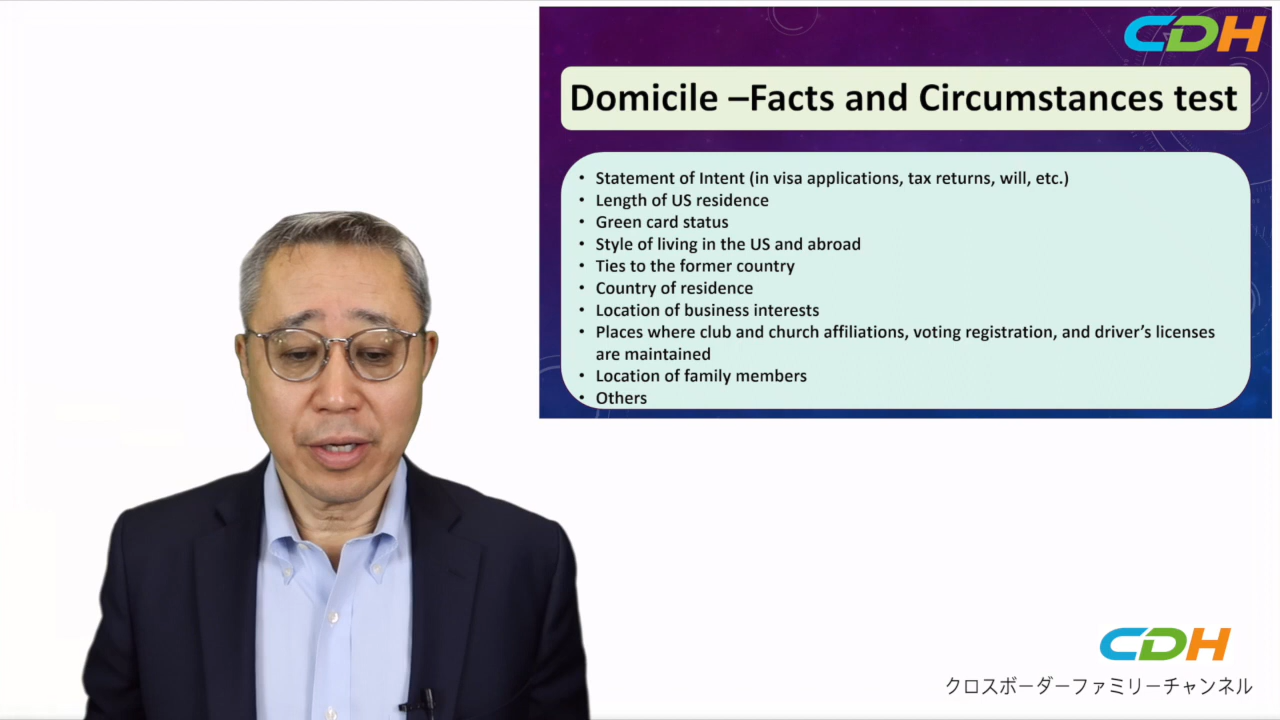 CDH
Domicile –Facts and Circumstances test
• Statement of Intent (in visa applications, tax returns, will, etc.)
• Length of US residence
• Green card status
• Style of living in the US and abroad
• Ties to the former country
• Country of residence
• Location of business interests
• Places where club and church affiliations, voting registration, and driver’s licenses
are maintained
• Location of family members
• Others
CDH
クロスボーダーファミリーチャンネル